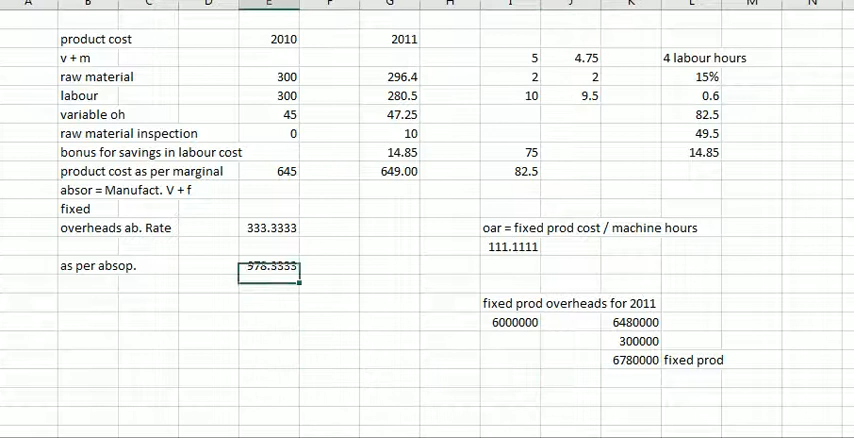 A B C D E F G H I J K L M N
product cost 2010 2011
v + m 5 4.75 4 labour hours
raw material 300 296.4 2 2 15%
labour 300 280.5 10 9.5 0.6
variable oh 45 47.25 82.5
raw material inspection 0 10 49.5
bonus for savings in labour cost 14.85 75 14.85
product cost as per marginal 645 649.00 82.5
absor = Manufact. V + f
fixed
overheads ab. Rate 333.3333 oar = fixed prod cost / machine hours
111.1111
as per absop. 978.3333
fixed prod overheads for 2011
6000000 6480000
300000
6780000 fixed prod